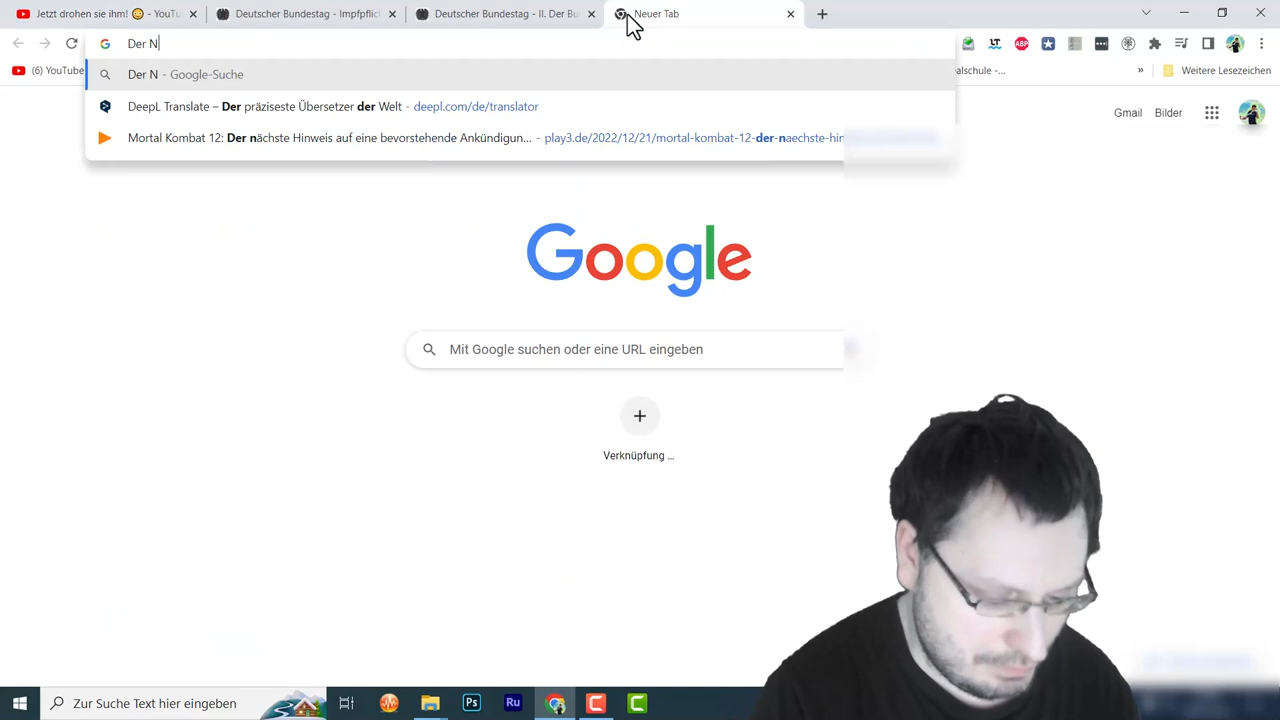 Jetzt drohen sie ihm! 😔 - YouTu
Deutscher Bundestag - Impfpflic
Deutscher Bundestag - II. Der Bu
Neuer Tab
Der N
ealschule -...
»
Weitere Lesezeichen
(6) YouTube
Der N - Google-Suche
DeepL Translate – Der präziseste Übersetzer der Welt - deepl.com/de/translator
Mortal Kombat 12: Der nächste Hinweis auf eine bevorstehende Ankündigun... - play3.de/2022/12/21/mortal-kombat-12-der-naechste-hin
Gmail
Bilder
Google
Mit Google suchen oder eine URL eingeben
Verknüpfung ...
Zur Suche Text hier eingeben
Ps
Ru